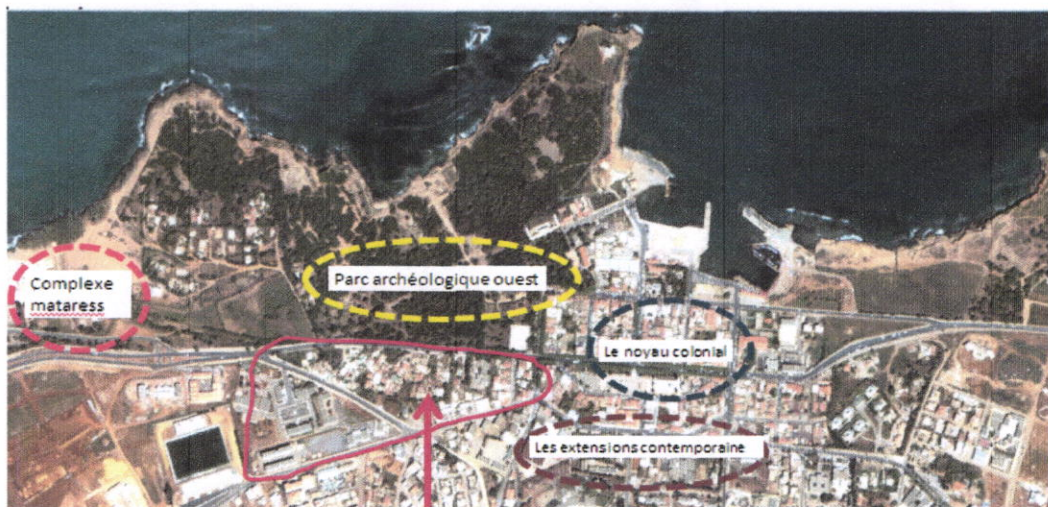 Complexe
mataress
Parc archéologique ouest
Le noyau colonial
Les extensions contemporaine